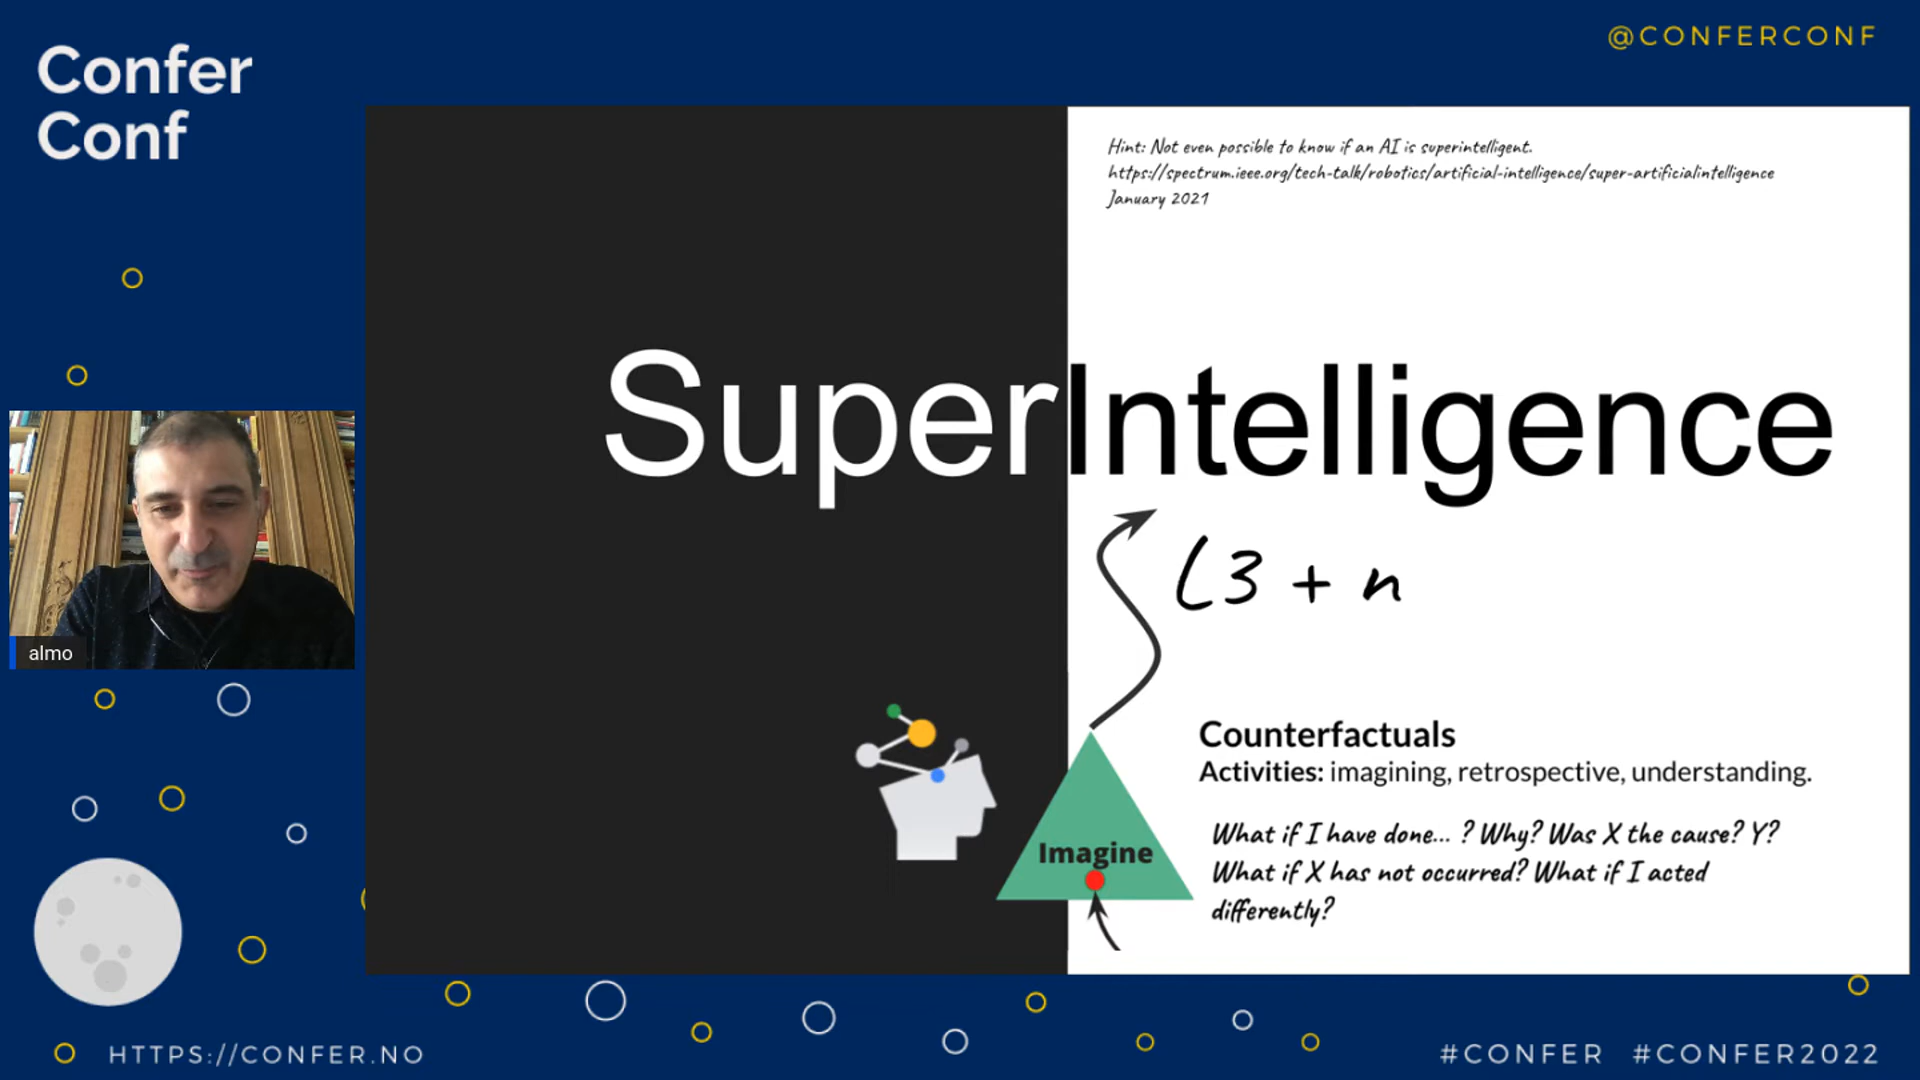 Confer
Conf
@CONFERCONF
Hint: Not even possible to know if an AI is superintelligent.
https://spectrum.ieee.org/tech-talk/robotics/artificial-intelligence/super-artificialintelligence
January 2021
SuperIntelligence
L3 + n
almo
Counterfactuals
Activities: imagining, retrospective, understanding.
Imagine
What if I have done... ? Why? Was X the cause? Y?
What if X has not occurred? What if I acted
differently?
HTTPS://CONFER.NO
#CONFER #CONFER2022